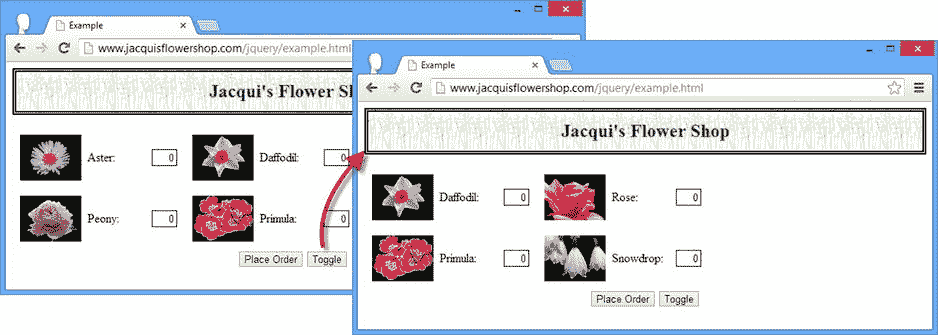 Example
www.jacquisflowershop.com/jquery/example.html
Jacqui's Flower S
Aster: 0 Daffodil: 0
Peony: 0 Primula: 0
Place Order Toggle
Example
www.jacquisflowershop.com/jquery/example.html
Jacqui's Flower Shop
Daffodil: 0 Rose: 0
Primula: 0 Snowdrop: 0
Place Order Toggle